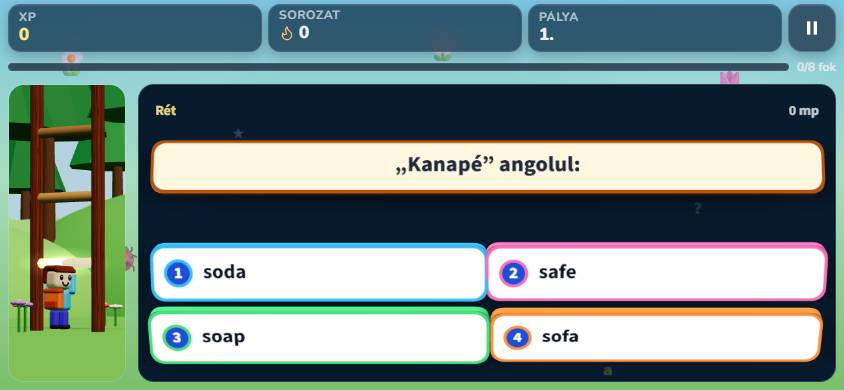 XP
0
SOROZAT
0
PÁLYA
1.
0/8 fok
Rét
0 mp
„Kanapé” angolul:
?
1 soda
2 safe
3 soap
4 sofa
a